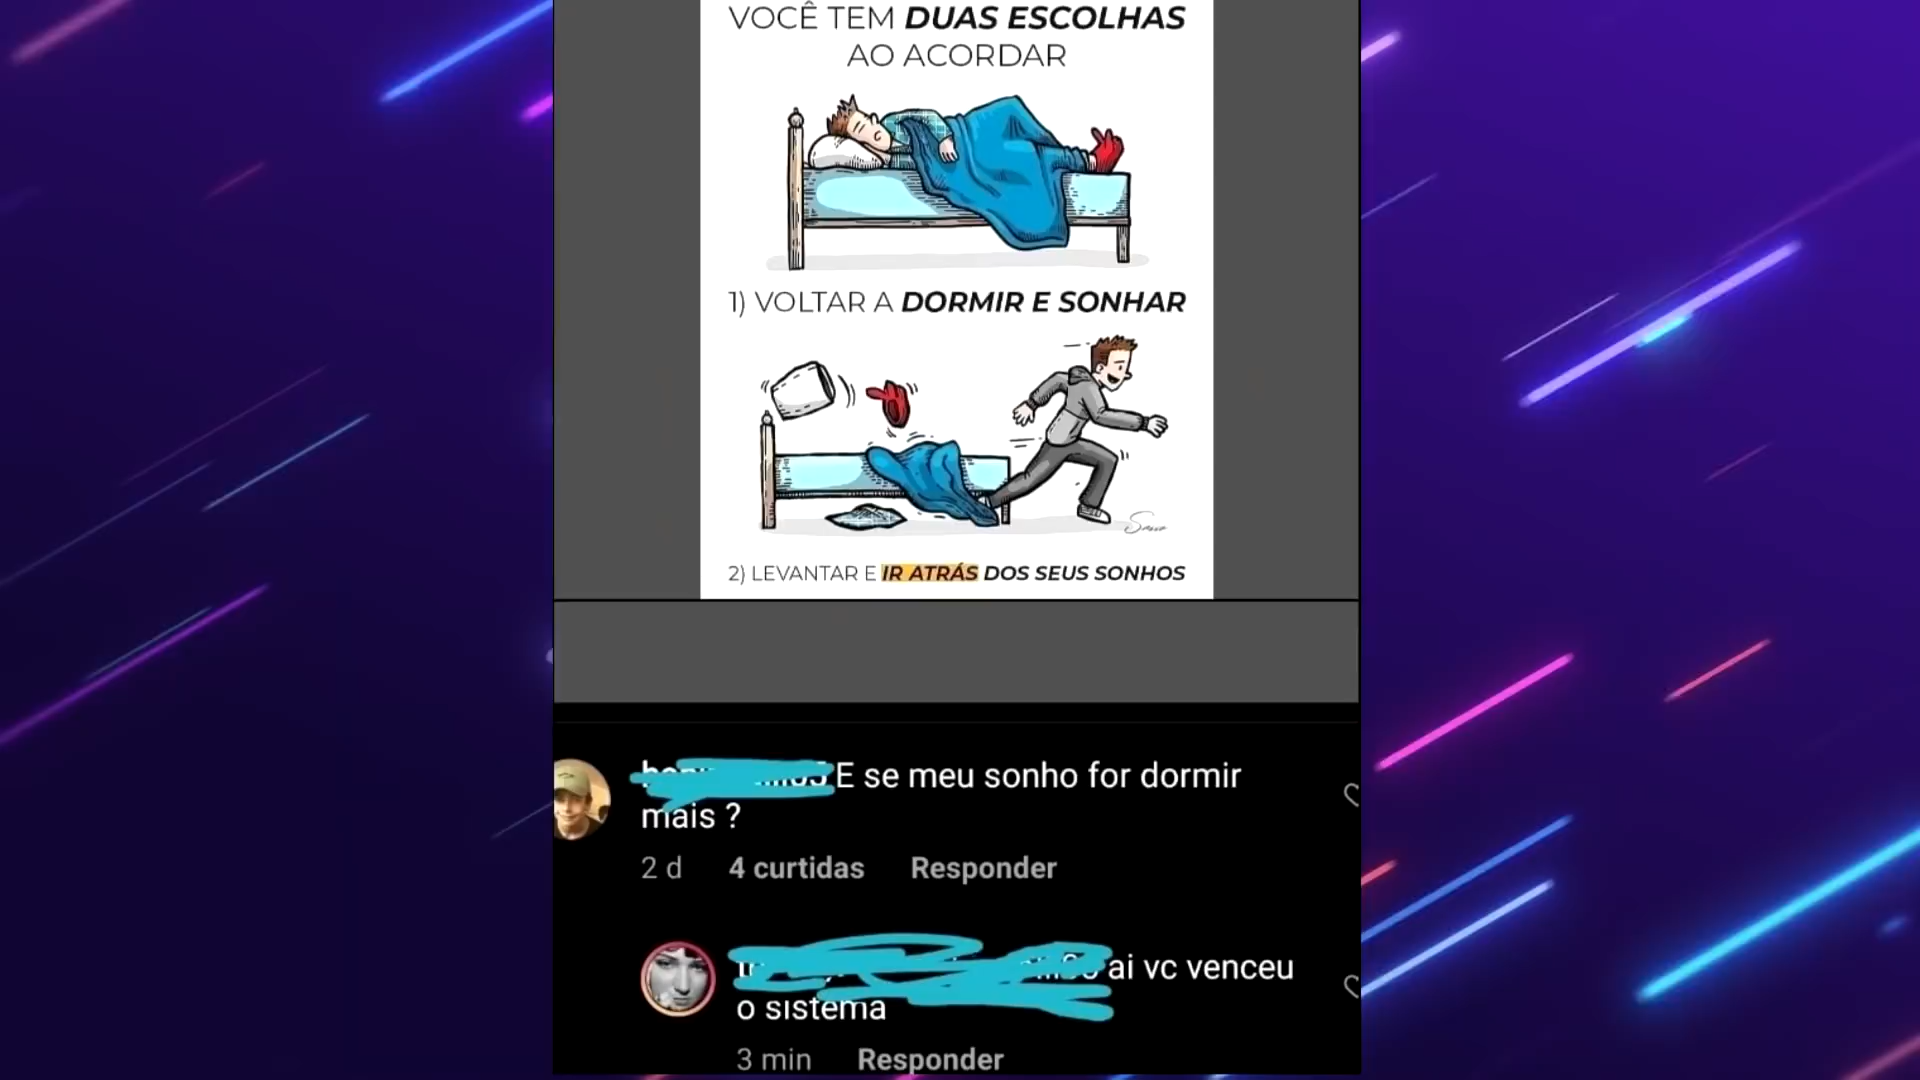 VOCÊ TEM DUAS ESCOLHAS
AO ACORDAR
1) VOLTAR A DORMIR E SONHAR
2) LEVANTAR E IR ATRÁS DOS SEUS SONHOS
E se meu sonho for dormir
mais ?
2 d 4 curtidas Responder
ai vc venceu
o sistema
3 min Responder